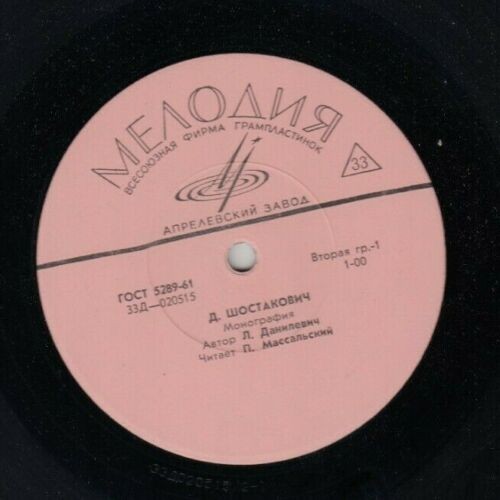 МЕЛОДИЯ
ВСЕСОЮЗНАЯ ФИРМА ГРАМПЛАСТИНОК
33
АПРЕЛЕВСКИЙ ЗАВОД
ГОСТ 5289-61
33Д—020515
Вторая гр.-1
1-00
Д. ШОСТАКОВИЧ
Монография
Автор Л. Данилевич
Читает П. Массальский